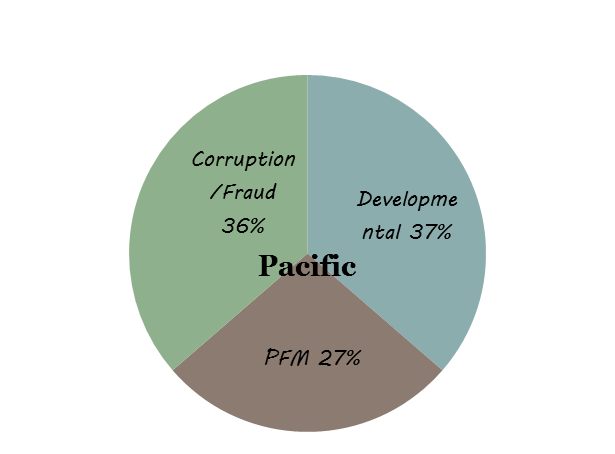 Corruption
/Fraud
36%
Developme
ntal 37%
Pacific
PFM 27%